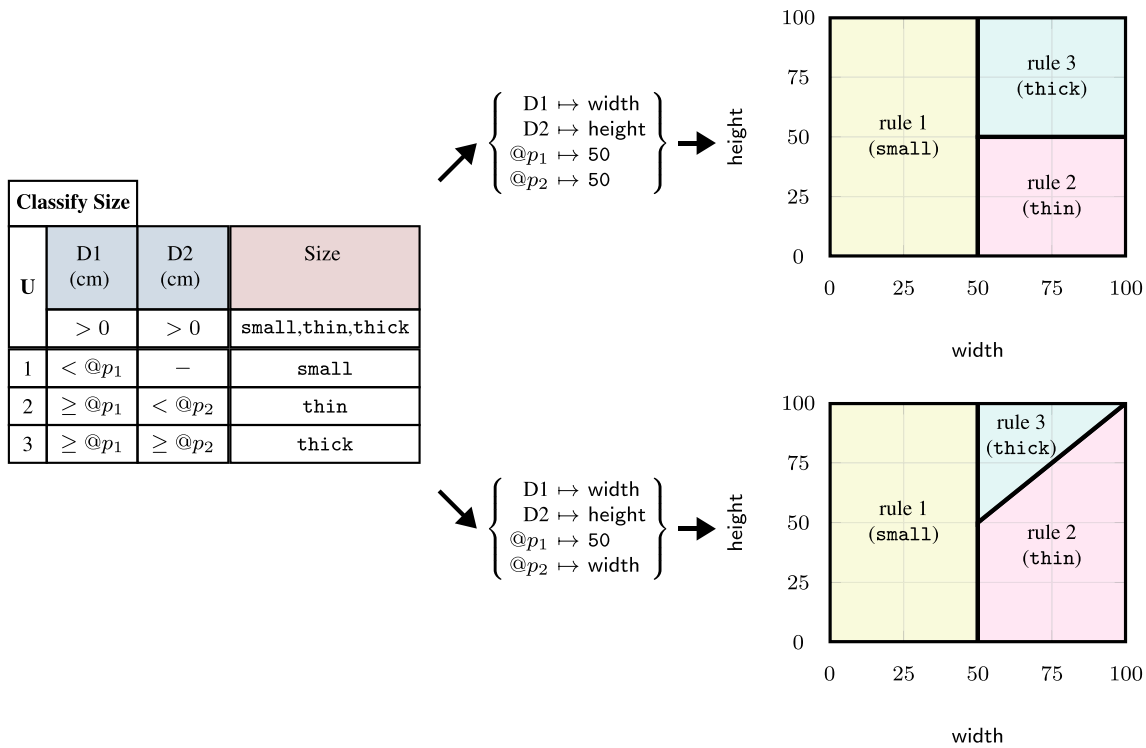 Classify Size
U
D1
(cm)
D2
(cm)
Size
> 0
> 0
small,thin,thick
1
< @p₁
–
small
2
≥ @p₁
< @p₂
thin
3
≥ @p₁
≥ @p₂
thick
D1 ↦ width
D2 ↦ height
@p₁ ↦ 50
@p₂ ↦ 50
height
100
75
50
25
0
rule 1
(small)
rule 3
(thick)
rule 2
(thin)
0 25 50 75 100
width
D1 ↦ width
D2 ↦ height
@p₁ ↦ 50
@p₂ ↦ width
height
100
75
50
25
0
rule 1
(small)
rule 3
(thick)
rule 2
(thin)
0 25 50 75 100
width